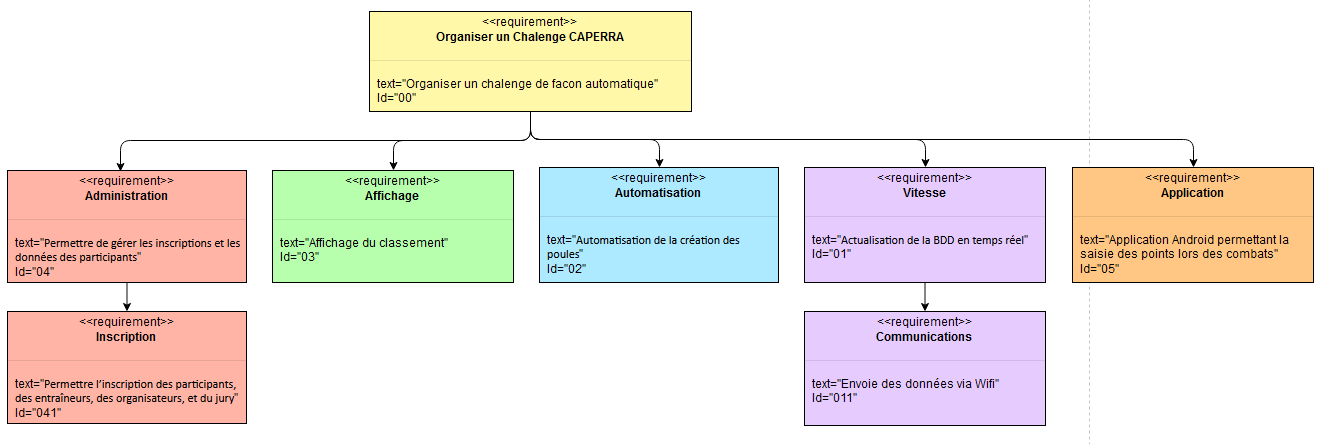 <<requirement>>
Organiser un Chalenge CAPERRA
text="Organiser un chalenge de facon automatique"
Id="00"
<<requirement>>
Administration
text="Permettre de gérer les inscriptions et les
données des participants"
Id="04"
<<requirement>>
Affichage
text="Affichage du classement"
Id="03"
<<requirement>>
Automatisation
text="Automatisation de la création des
poules"
Id="02"
<<requirement>>
Vitesse
text="Actualisation de la BDD en temps réel"
Id="01"
<<requirement>>
Application
text="Application Android permettant la
saisie des points lors des combats"
Id="05"
<<requirement>>
Inscription
text="Permettre l'inscription des participants,
des entraîneurs, des organisateurs, et du jury"
Id="041"
<<requirement>>
Communications
text="Envoie des données via Wifi"
Id="011"